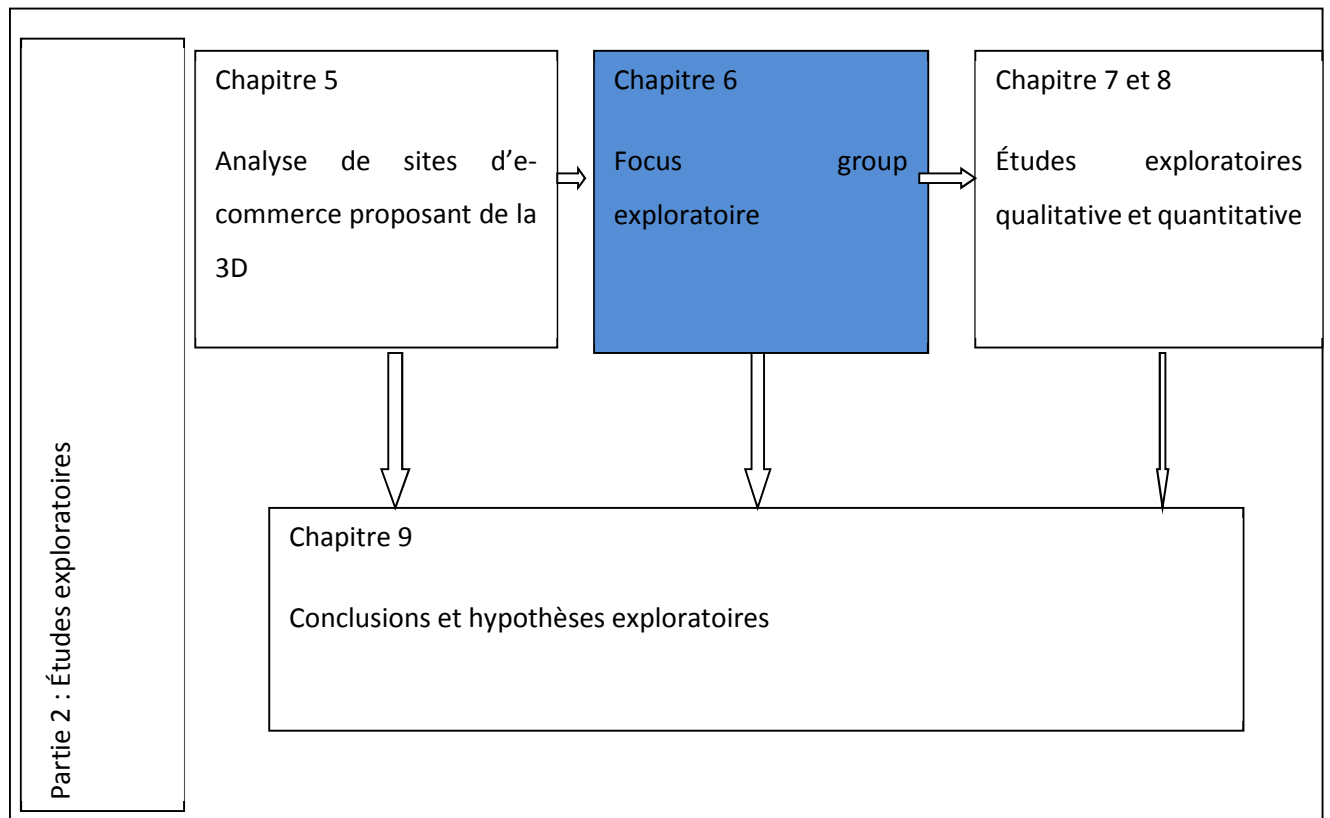 Partie 2 : Études exploratoires
Chapitre 5
Analyse de sites d’e-
commerce proposant de la
3D
Chapitre 6
Focus group
exploratoire
Chapitre 7 et 8
Études exploratoires
qualitative et quantitative
Chapitre 9
Conclusions et hypothèses exploratoires